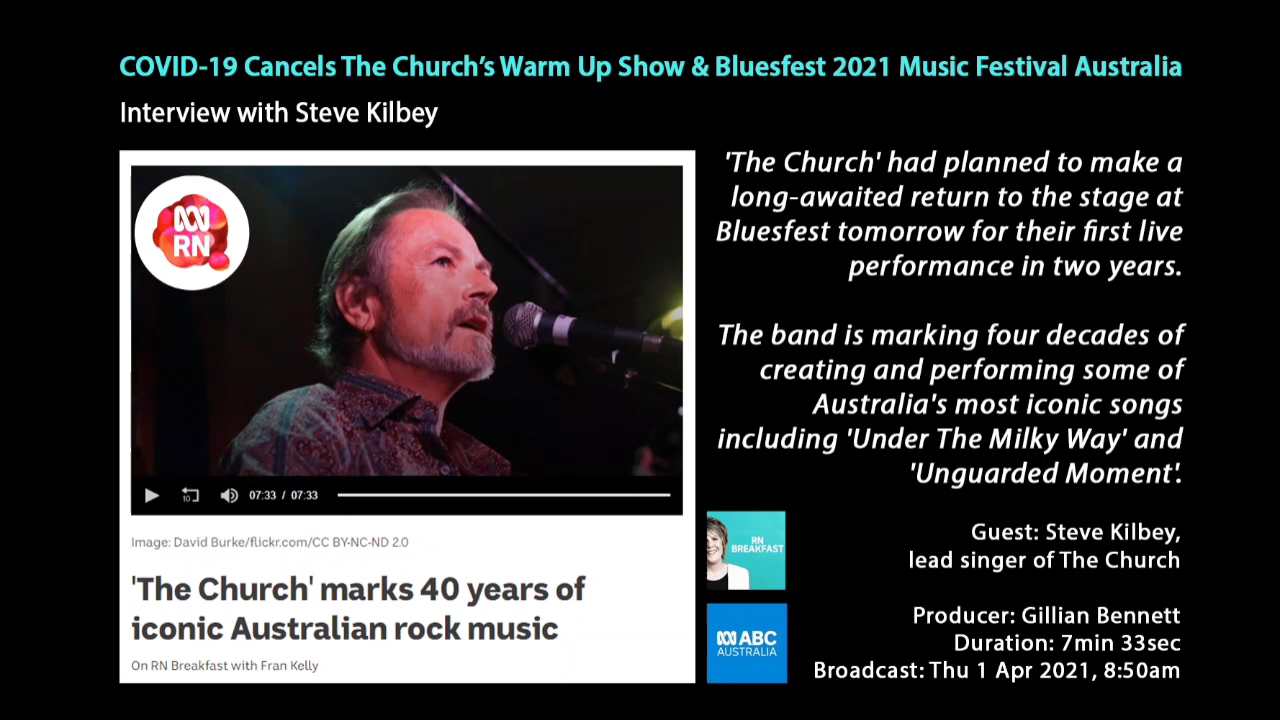 COVID-19 Cancels The Church's Warm Up Show & Bluesfest 2021 Music Festival Australia
Interview with Steve Kilbey
RN
10
07:33 / 07:33
Image: David Burke/flickr.com/CC BY-NC-ND 2.0
'The Church' marks 40 years of
iconic Australian rock music
On RN Breakfast with Fran Kelly
'The Church' had planned to make a
long-awaited return to the stage at
Bluesfest tomorrow for their first live
performance in two years.
The band is marking four decades of
creating and performing some of
Australia's most iconic songs
including 'Under The Milky Way' and
'Unguarded Moment'.
RN
BREAKFAST
Guest: Steve Kilbey,
lead singer of The Church
ABC
AUSTRALIA
Producer: Gillian Bennett
Duration: 7min 33sec
Broadcast: Thu 1 Apr 2021, 8:50am